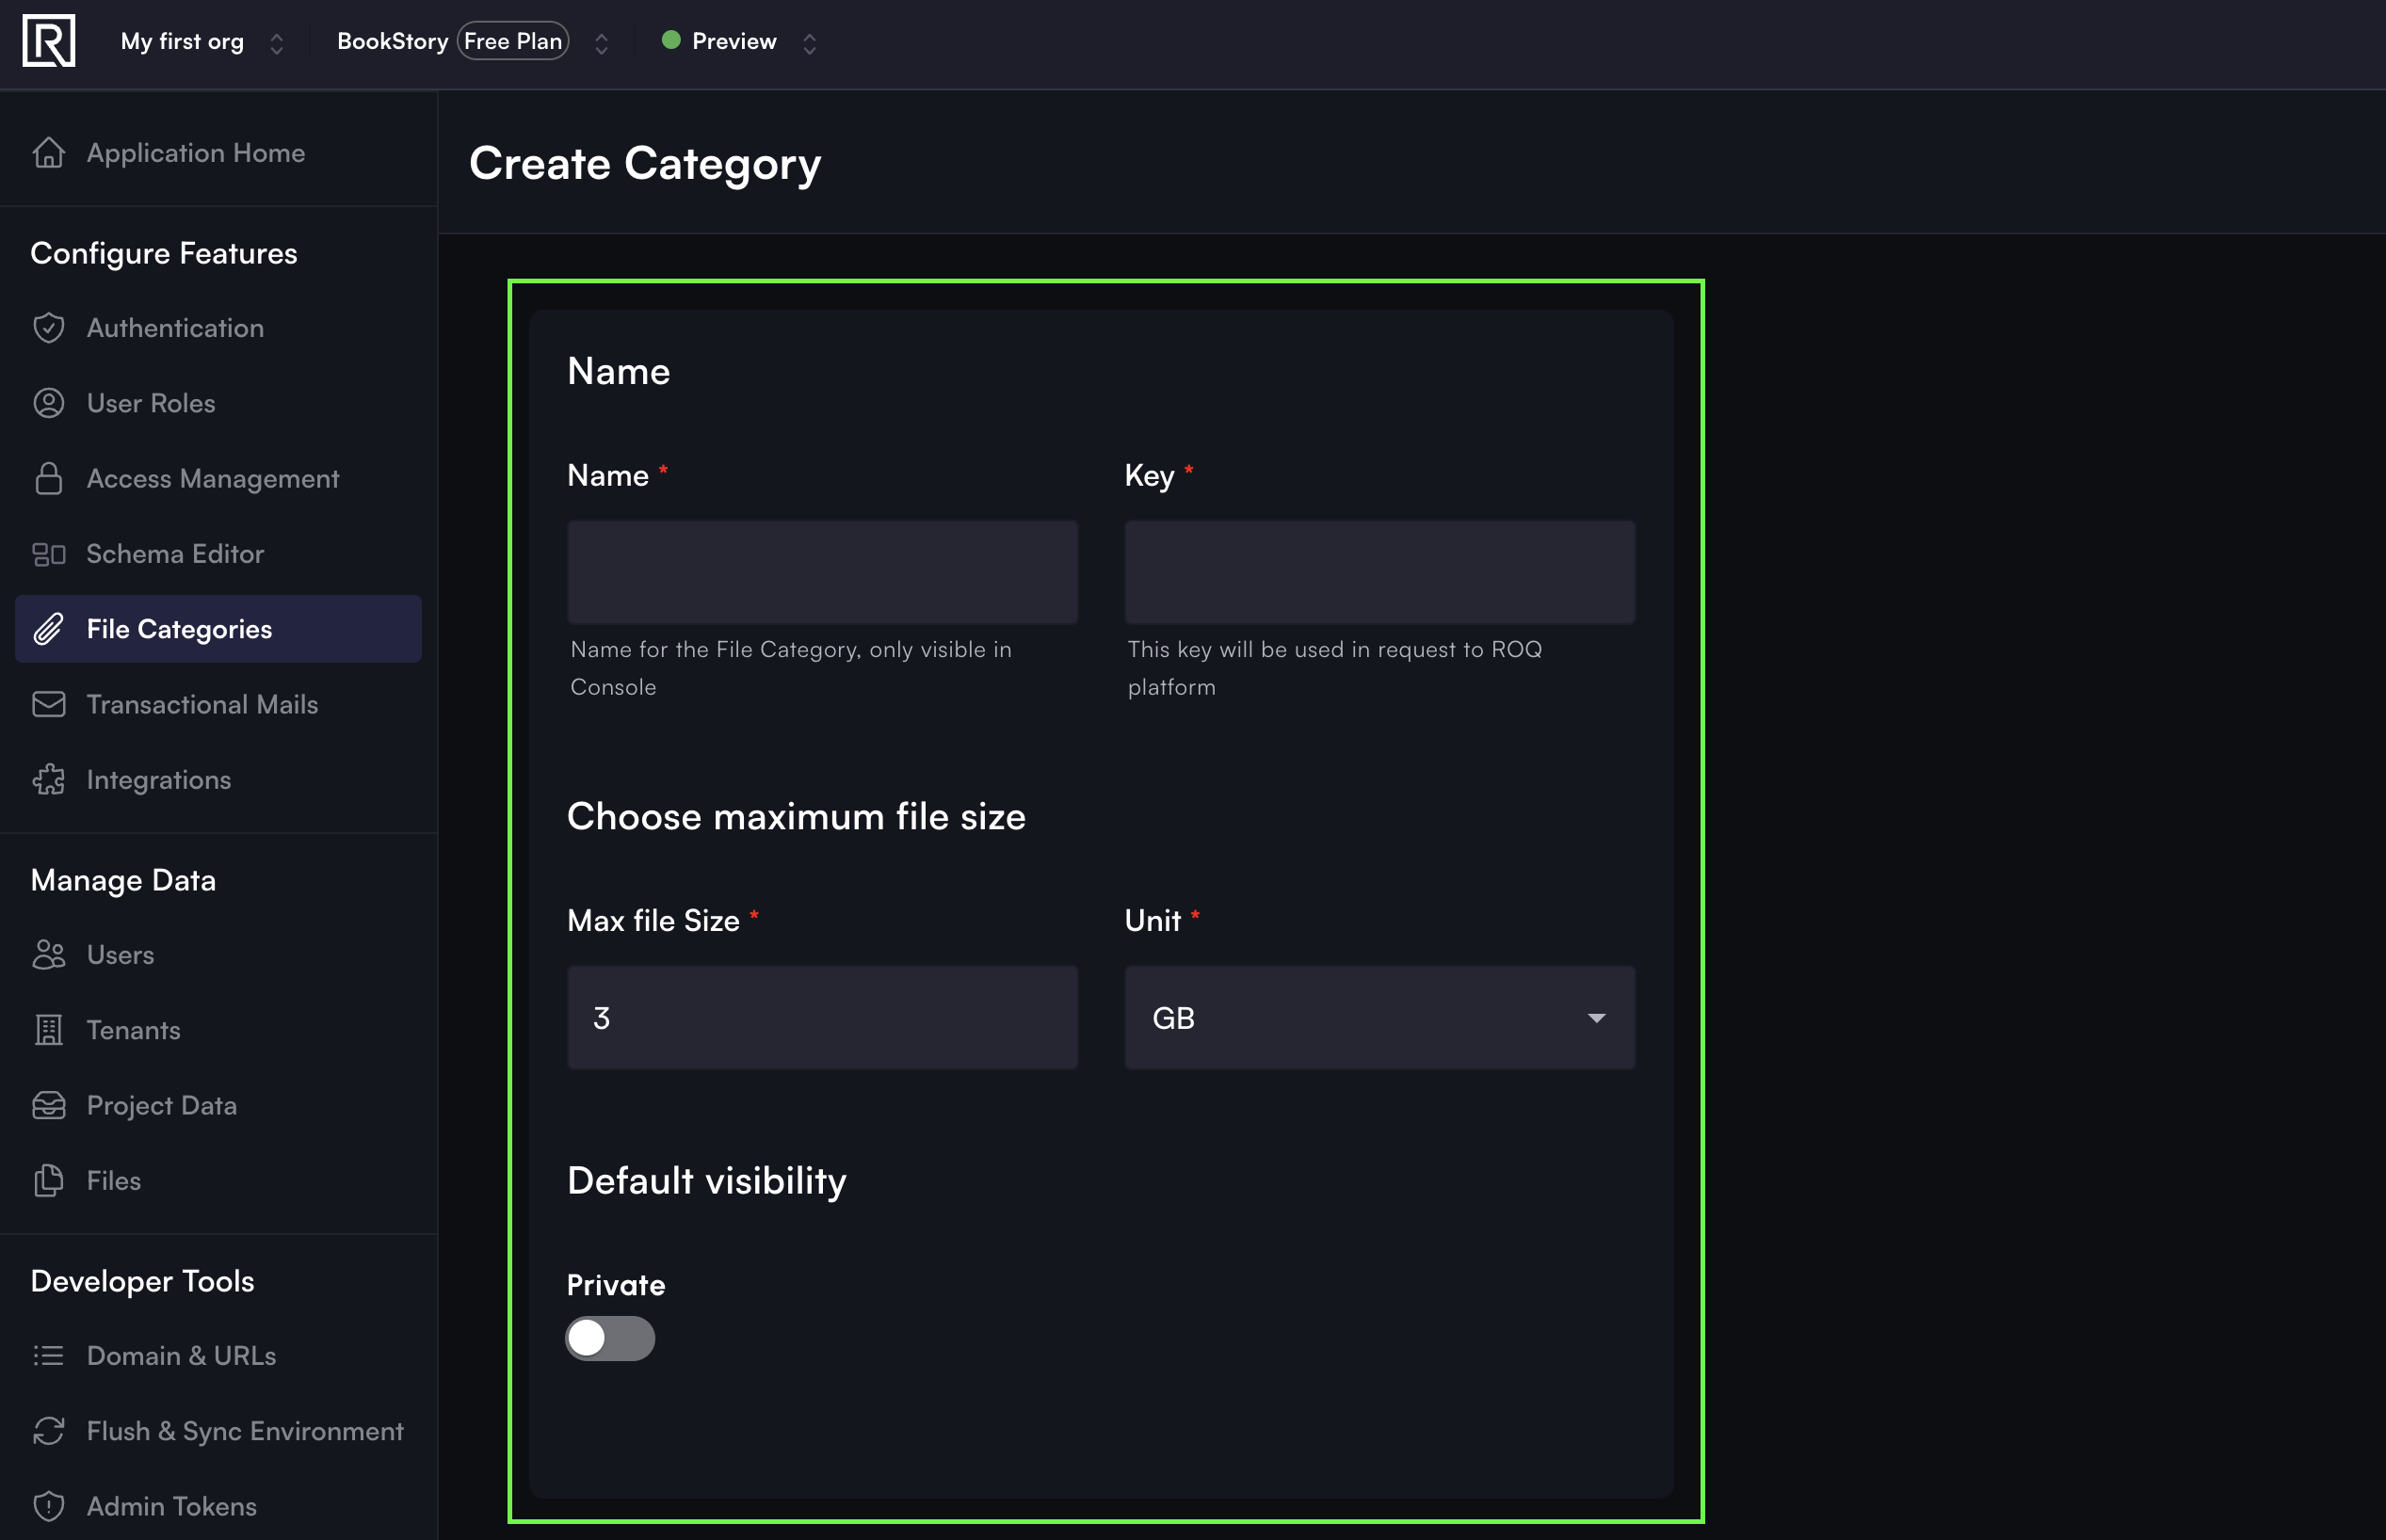 R
My first org
BookStory Free Plan
Preview
Application Home
Configure Features
Authentication
User Roles
Access Management
Schema Editor
File Categories
Transactional Mails
Integrations
Manage Data
Users
Tenants
Project Data
Files
Developer Tools
Domain & URLs
Flush & Sync Environment
Admin Tokens
Create Category
Name
Name *
Key *
Name for the File Category, only visible in
Console
This key will be used in request to ROQ
platform
Choose maximum file size
Max file Size *
Unit *
3
GB
Default visibility
Private